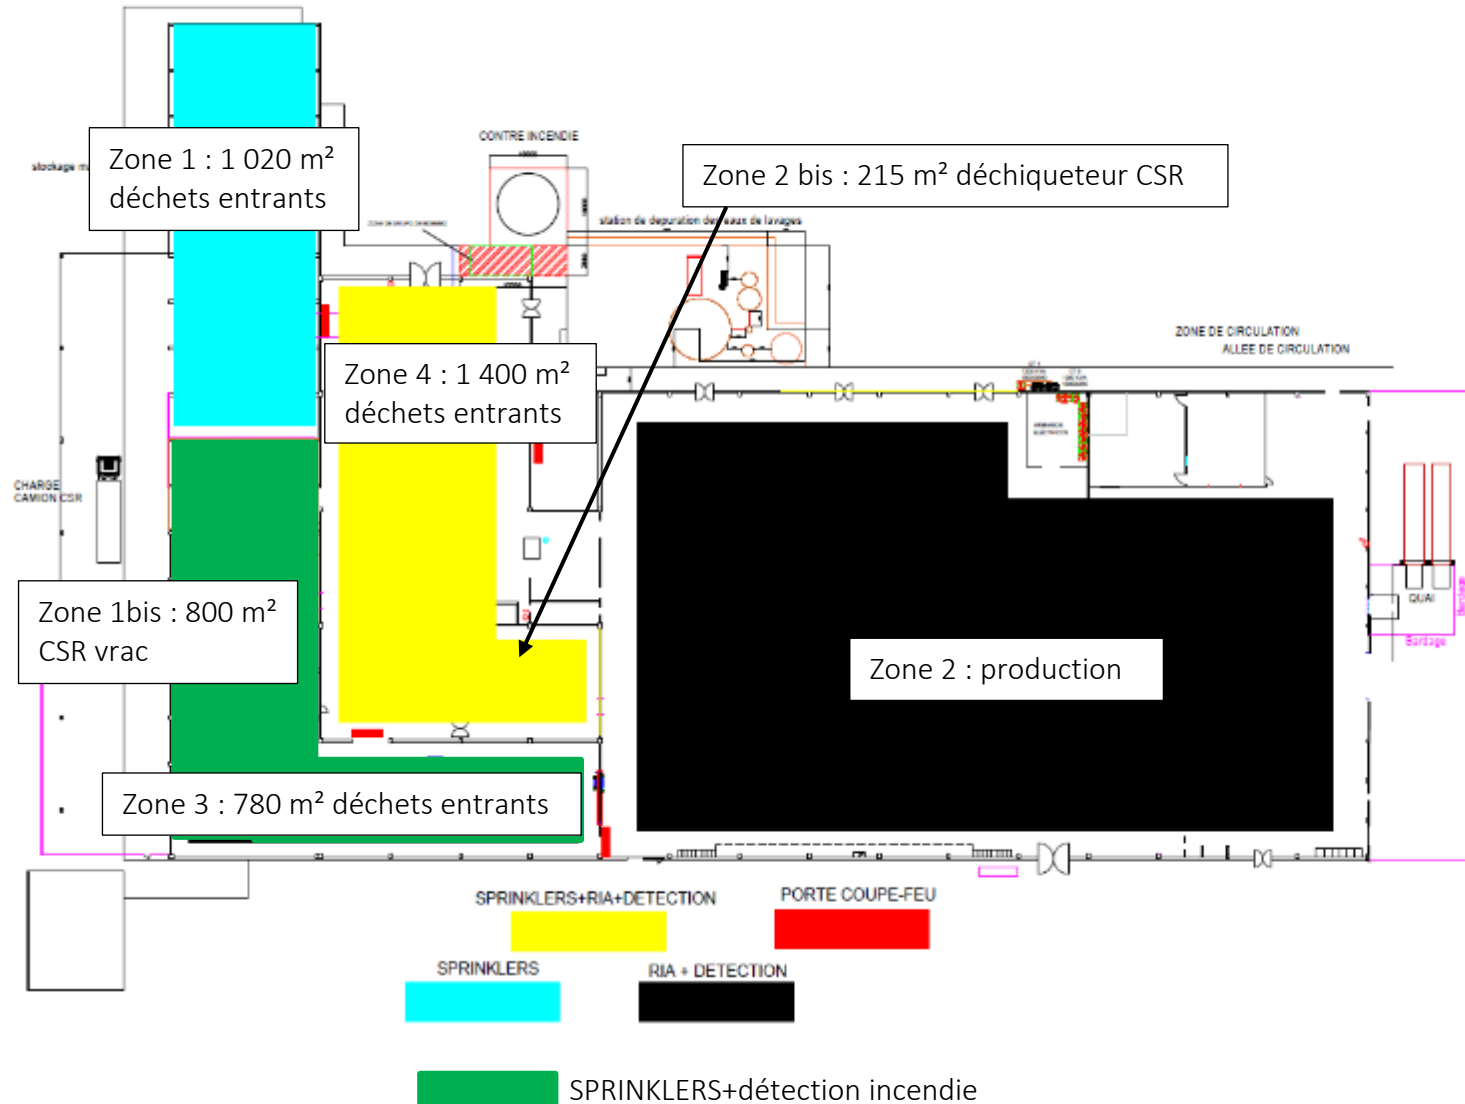 CONTRE INCENDIE
Zone 1 : 1 020 m²
déchets entrants
stockage
Zone 2 bis : 215 m² déchiqueteur CSR
station de depuration des eaux de lavages
ZONE DE CIRCULATION
ALLEE DE CIRCULATION
Zone 4 : 1 400 m²
déchets entrants
CHARGE
CAMION CSR
Zone 1bis : 800 m²
CSR vrac
QUAI
Bardage
Bardage
Zone 2 : production
Zone 3 : 780 m² déchets entrants
SPRINKLERS+RIA+DETECTION
PORTE COUPE-FEU
SPRINKLERS
RIA + DETECTION
SPRINKLERS+détection incendie